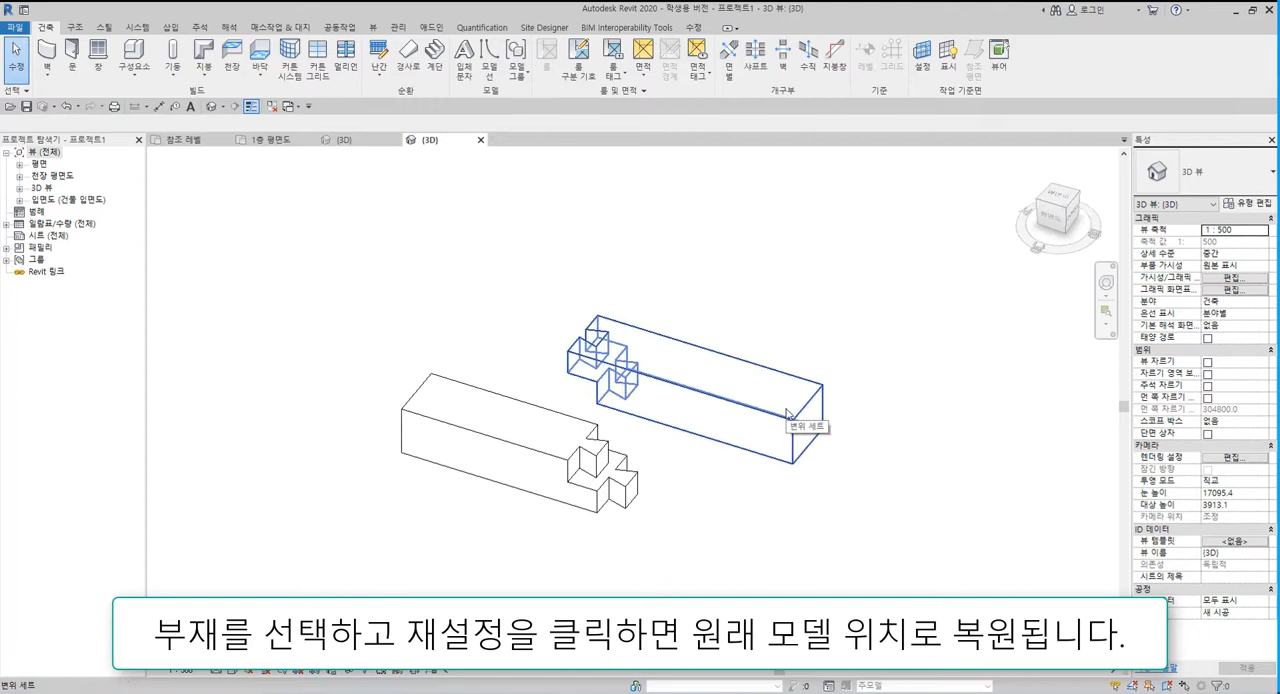 Autodesk Revit 2020 - 학생용 버전 - 프로젝트1 - 3D 뷰: {3D}
로그인
파일 건축 구조 스틸 시스템 삽입 주석 해석 매스작업 & 대지 공동작업 뷰 관리 애드인 Quantification Site Designer BIM Interoperability Tools 수정
수정 벽 문 창 구성요소 기둥 지붕 천장 바닥 커튼 시스템 커튼 그리드 멀리언 난간 경사로 계단 입체 문자 모델 선 모델 그룹 룸 룸 구분 기호 룸 태그 면적 면적 경계 면적 태그 면별 샤프트 벽 수직 지붕창 레벨 그리드 설정 표시 참조 평면 뷰어
선택 빌드 순환 모델 룸 및 면적 개구부 기준 작업 기준면
프로젝트 탐색기 - 프로젝트1
참조 레벨 1층 평면도 {3D} {3D}
특성
뷰 (전체)
평면
천장 평면도
3D 뷰
입면도 (건물 입면도)
범례
일람표/수량 (전체)
시트 (전체)
패밀리
그룹
Revit 링크
변위 세트
3D 뷰
3D 뷰: {3D} 유형 편집
그래픽
뷰 축척 1 : 500
축척 값 1: 500
상세 수준 중간
부품 가시성 원본 표시
가시성/그래픽 ... 편집...
그래픽 화면표... 편집...
분야 건축
은선 표시 분야별
기본 해석 화면... 없음
태양 경로
범위
뷰 자르기
자르기 영역 보...
주석 자르기
먼 쪽 자르기
먼 쪽 자르기 ... 304800.0
스코프 박스 없음
단면 상자
카메라
렌더링 설정 편집...
잠긴 방향
투영 모드 직교
눈 높이 17095.4
대상 높이 3913.1
카메라 위치 조정
ID 데이터
뷰 템플릿 <없음>
뷰 이름 {3D}
의존성 독립적
시트의 제목
공정
모두 표시
새 시공
부재를 선택하고 재설정을 클릭하면 원래 모델 위치로 복원됩니다.
적용
변위 세트 :0 주모델 :0